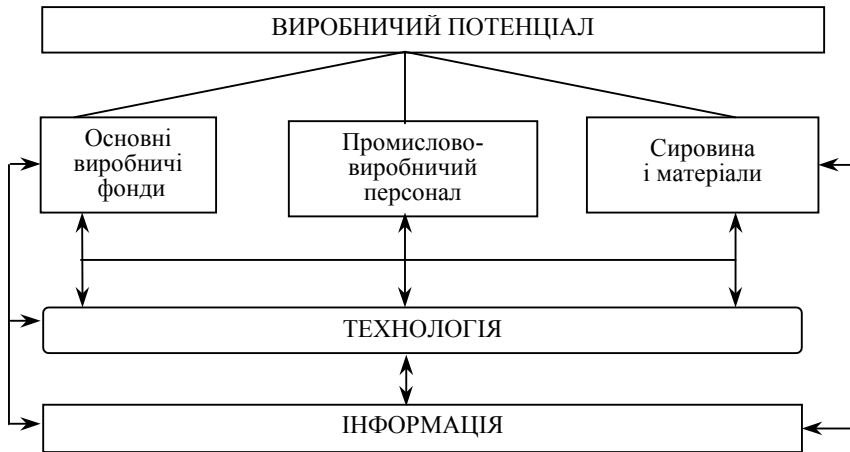 ВИРОБНИЧИЙ ПОТЕНЦІАЛ
Основні
виробничі
фонди
Промислово-
виробничий
персонал
Сировина
і матеріали
ТЕХНОЛОГІЯ
ІНФОРМАЦІЯ